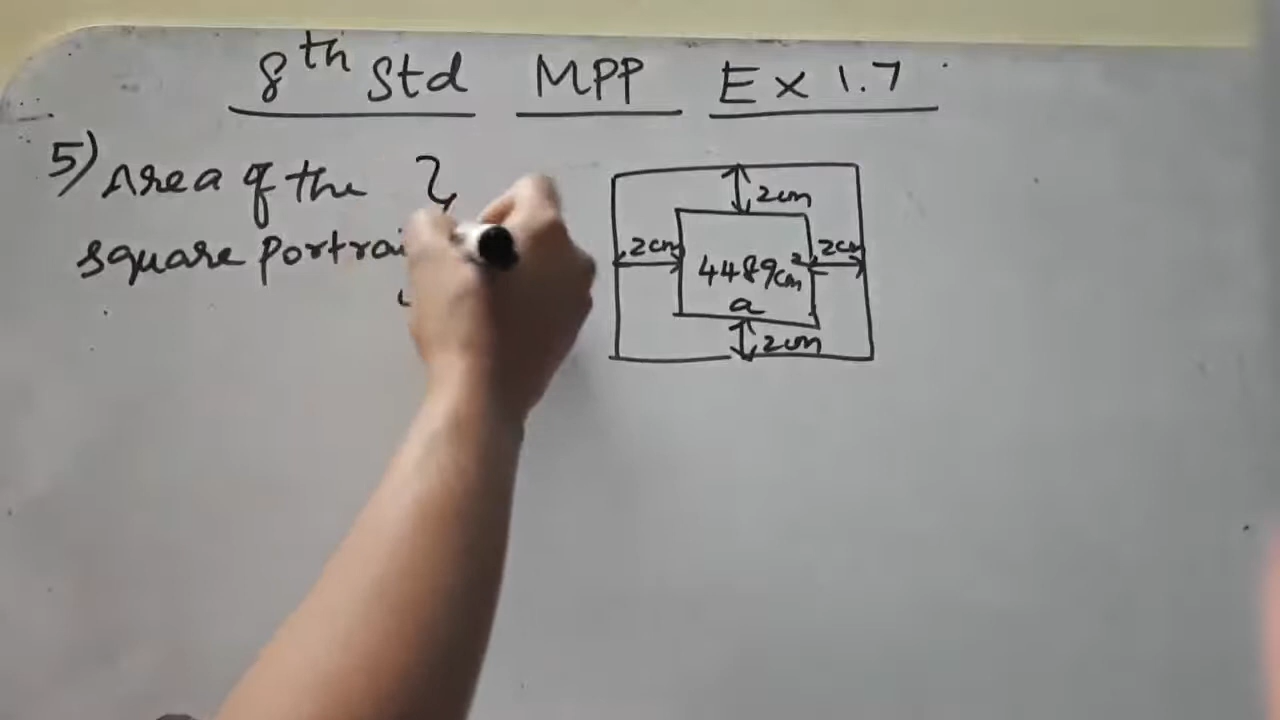 8th Std MPP Ex 1.7
5) Area of the }
square portrai
2cm
2cm 2cm
4489cm²
a
2cm